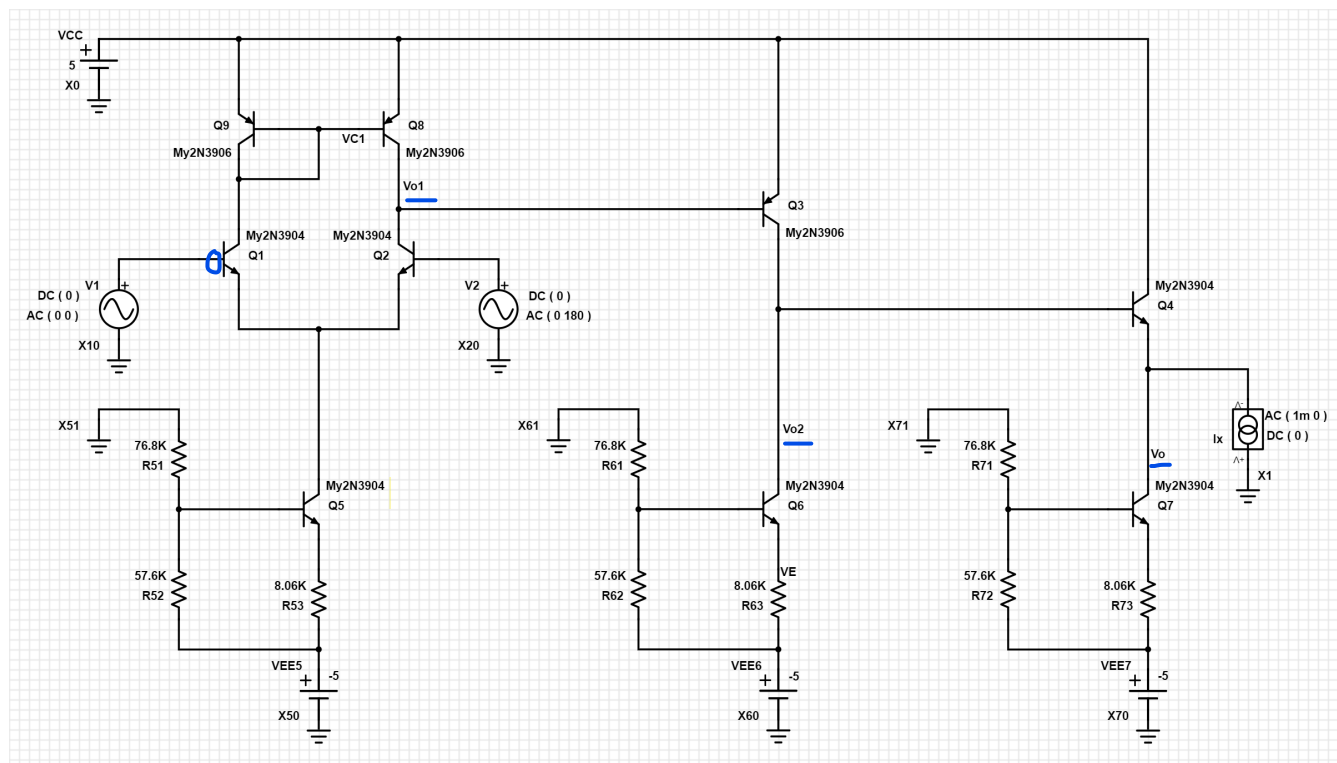 VCC
+
5
X0
Q9
Q8
My2N3906
VC1
My2N3906
Vo1
Q3
My2N3906
My2N3904
Q1
My2N3904
Q2
V1
+
DC ( 0 )
AC ( 0 0 )
X10
V2
+
DC ( 0 )
AC ( 0 180 )
X20
My2N3904
Q4
X51
76.8K
R51
X61
76.8K
R61
Vo2
X71
76.8K
R71
Vo
V-
AC ( 1m 0 )
Ix
DC ( 0 )
V+
X1
My2N3904
Q5
My2N3904
Q6
My2N3904
Q7
57.6K
R52
8.06K
R53
57.6K
R62
VE
8.06K
R63
57.6K
R72
8.06K
R73
VEE5
+
-5
X50
VEE6
+
-5
X60
VEE7
+
-5
X70